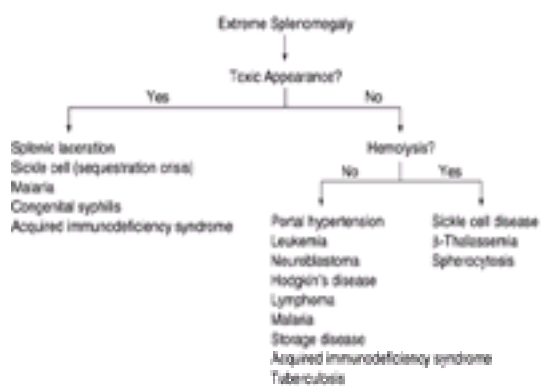 Extreme Splenomegaly
Toxic Appearance?
Yes
No
Splenic laceration
Sickle cell (sequestration crisis)
Malaria
Congenital syphilis
Acquired immunodeficiency syndrome
Hemolysis?
No
Yes
Portal hypertension
Leukemia
Neuroblastoma
Hodgkin's disease
Lymphoma
Malaria
Storage disease
Acquired immunodeficiency syndrome
Tuberculosis
Sickle cell disease
β-Thalassemia
Spherocytosis